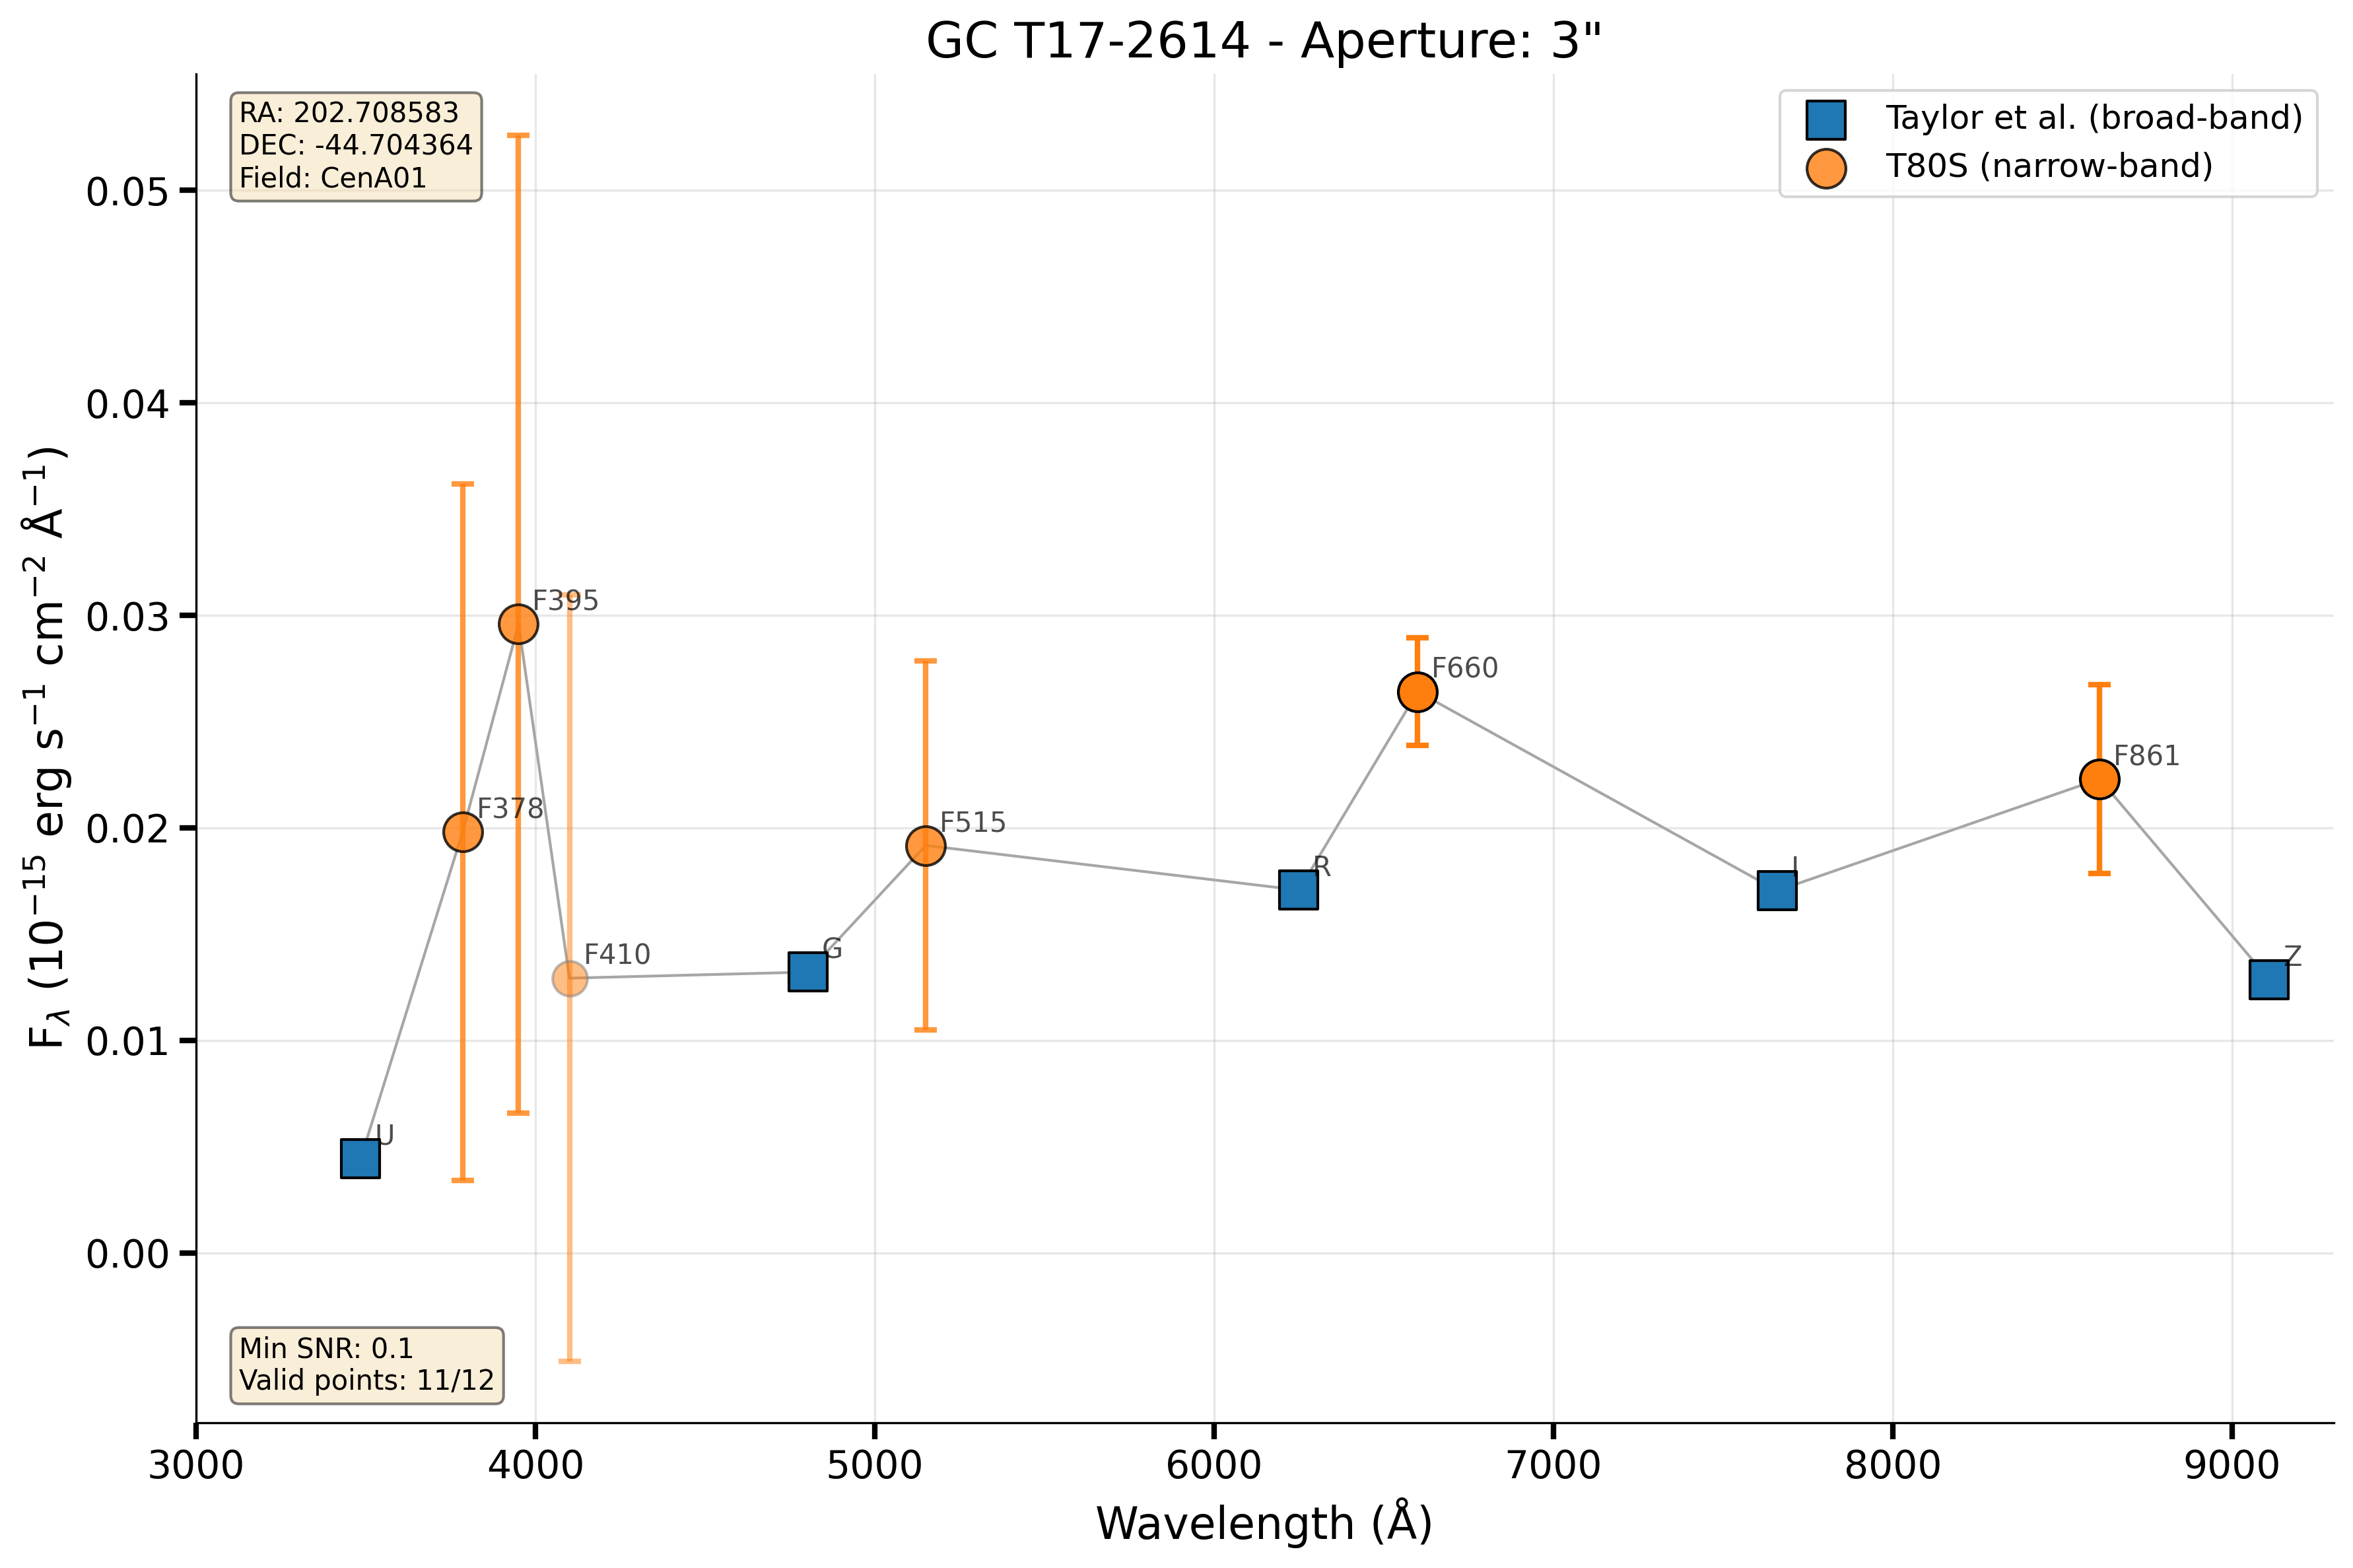 GC T17-2614 - Aperture: 3"
RA: 202.708583
DEC: -44.704364
Field: CenA01
Taylor et al. (broad-band)
T80S (narrow-band)
0.05
0.04
0.03
0.02
0.01
0.00
F_λ (10⁻¹⁵ erg s⁻¹ cm⁻² Å⁻¹)
F395
F378
F410
F515
F660
F861
U
G
R
I
Z
Min SNR: 0.1
Valid points: 11/12
3000 4000 5000 6000 7000 8000 9000
Wavelength (Å)